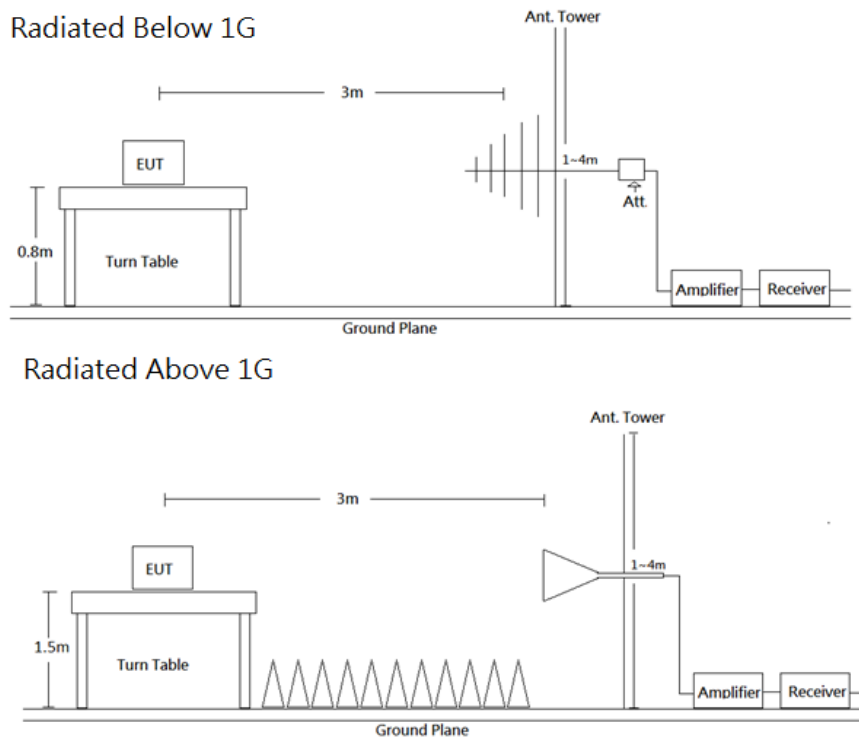 Radiated Below 1G
Ant. Tower
3m
EUT
1~4m
Att.
0.8m
Turn Table
Amplifier
Receiver
Ground Plane
Radiated Above 1G
Ant. Tower
3m
EUT
1~4m
1.5m
Turn Table
Amplifier
Receiver
Ground Plane